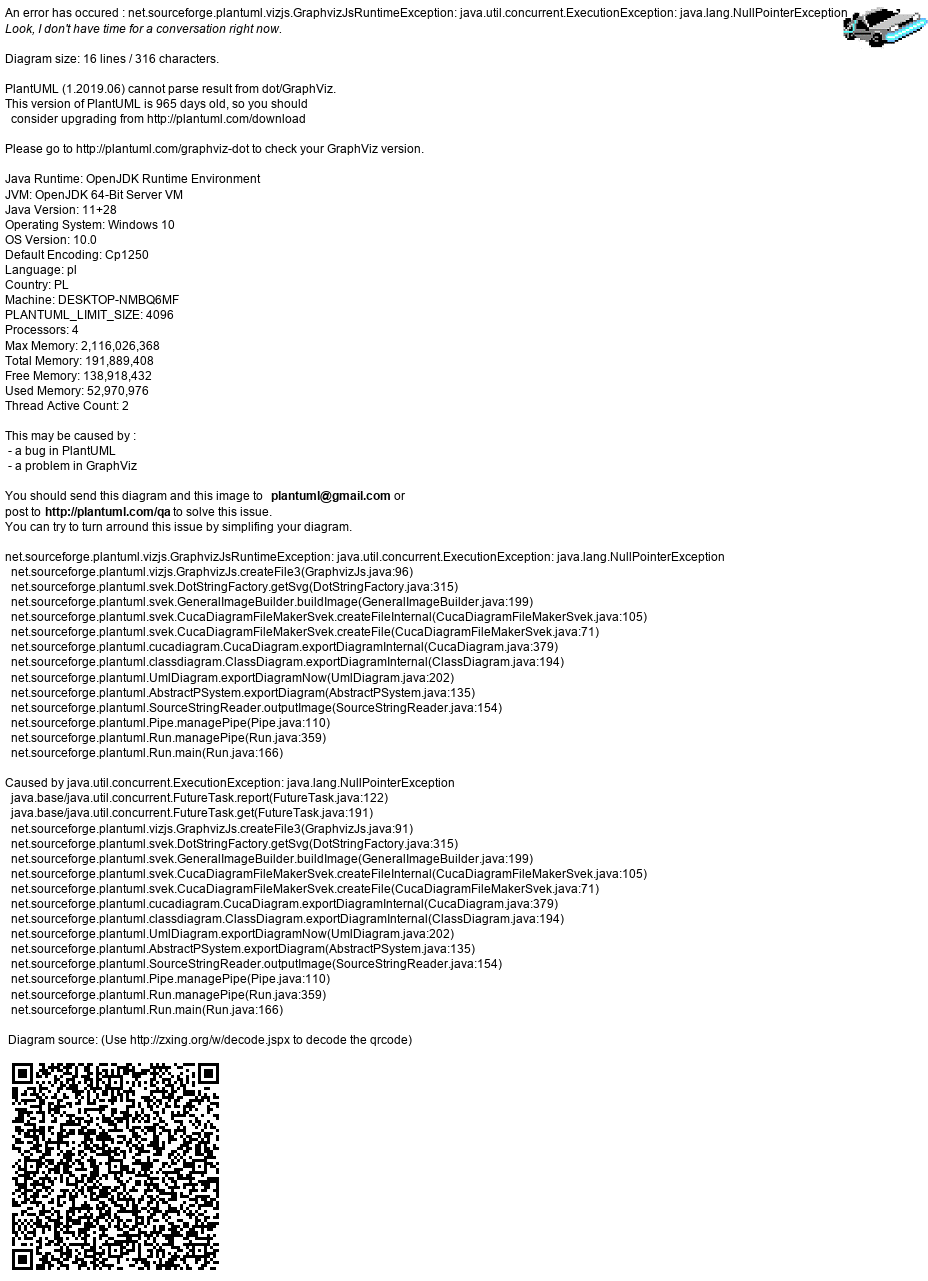 An error has occured : net.sourceforge.plantuml.vizjs.GraphvizJsRuntimeException: java.util.concurrent.ExecutionException: java.lang.NullPointerException
Look, I don't have time for a conversation right now.
Diagram size: 16 lines / 316 characters.
PlantUML (1.2019.06) cannot parse result from dot/GraphViz.
This version of PlantUML is 965 days old, so you should
consider upgrading from http://plantuml.com/download
Please go to http://plantuml.com/graphviz-dot to check your GraphViz version.
Java Runtime: OpenJDK Runtime Environment
JVM: OpenJDK 64-Bit Server VM
Java Version: 11+28
Operating System: Windows 10
OS Version: 10.0
Default Encoding: Cp1250
Language: pl
Country: PL
Machine: DESKTOP-NMBQ6MF
PLANTUML_LIMIT_SIZE: 4096
Processors: 4
Max Memory: 2,116,026,368
Total Memory: 191,889,408
Free Memory: 138,918,432
Used Memory: 52,970,976
Thread Active Count: 2
This may be caused by :
- a bug in PlantUML
- a problem in GraphViz
You should send this diagram and this image to plantuml@gmail.com or
post to http://plantuml.com/qa to solve this issue.
You can try to turn arround this issue by simplifing your diagram.
net.sourceforge.plantuml.vizjs.GraphvizJsRuntimeException: java.util.concurrent.ExecutionException: java.lang.NullPointerException
net.sourceforge.plantuml.vizjs.GraphvizJs.createFile3(GraphvizJs.java:96)
net.sourceforge.plantuml.svek.DotStringFactory.getSvg(DotStringFactory.java:315)
net.sourceforge.plantuml.svek.GeneralImageBuilder.buildImage(GeneralImageBuilder.java:199)
net.sourceforge.plantuml.svek.CucaDiagramFileMakerSvek.createFileInternal(CucaDiagramFileMakerSvek.java:105)
net.sourceforge.plantuml.svek.CucaDiagramFileMakerSvek.createFile(CucaDiagramFileMakerSvek.java:71)
net.sourceforge.plantuml.cucadiagram.CucaDiagram.exportDiagramInternal(CucaDiagram.java:379)
net.sourceforge.plantuml.classdiagram.ClassDiagram.exportDiagramInternal(ClassDiagram.java:194)
net.sourceforge.plantuml.UmlDiagram.exportDiagramNow(UmlDiagram.java:202)
net.sourceforge.plantuml.AbstractPSystem.exportDiagram(AbstractPSystem.java:135)
net.sourceforge.plantuml.SourceStringReader.outputImage(SourceStringReader.java:154)
net.sourceforge.plantuml.Pipe.managePipe(Pipe.java:110)
net.sourceforge.plantuml.Run.managePipe(Run.java:359)
net.sourceforge.plantuml.Run.main(Run.java:166)
Caused by java.util.concurrent.ExecutionException: java.lang.NullPointerException
java.base/java.util.concurrent.FutureTask.report(FutureTask.java:122)
java.base/java.util.concurrent.FutureTask.get(FutureTask.java:191)
net.sourceforge.plantuml.vizjs.GraphvizJs.createFile3(GraphvizJs.java:91)
net.sourceforge.plantuml.svek.DotStringFactory.getSvg(DotStringFactory.java:315)
net.sourceforge.plantuml.svek.GeneralImageBuilder.buildImage(GeneralImageBuilder.java:199)
net.sourceforge.plantuml.svek.CucaDiagramFileMakerSvek.createFileInternal(CucaDiagramFileMakerSvek.java:105)
net.sourceforge.plantuml.svek.CucaDiagramFileMakerSvek.createFile(CucaDiagramFileMakerSvek.java:71)
net.sourceforge.plantuml.cucadiagram.CucaDiagram.exportDiagramInternal(CucaDiagram.java:379)
net.sourceforge.plantuml.classdiagram.ClassDiagram.exportDiagramInternal(ClassDiagram.java:194)
net.sourceforge.plantuml.UmlDiagram.exportDiagramNow(UmlDiagram.java:202)
net.sourceforge.plantuml.AbstractPSystem.exportDiagram(AbstractPSystem.java:135)
net.sourceforge.plantuml.SourceStringReader.outputImage(SourceStringReader.java:154)
net.sourceforge.plantuml.Pipe.managePipe(Pipe.java:110)
net.sourceforge.plantuml.Run.managePipe(Run.java:359)
net.sourceforge.plantuml.Run.main(Run.java:166)
Diagram source: (Use http://zxing.org/w/decode.jspx to decode the qrcode)